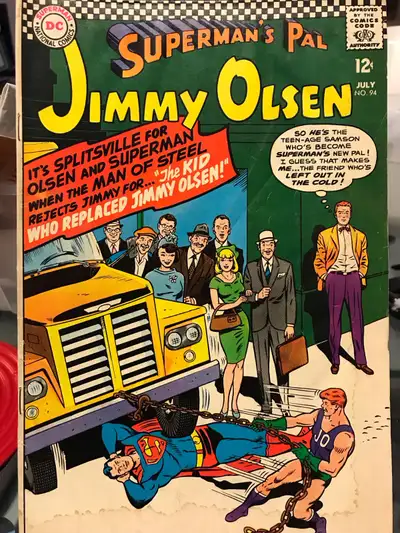 SUPERMAN
DC
NATIONAL COMICS
SUPERMAN'S PAL
JIMMY OLSEN
APPROVED
BY THE
COMICS
CODE
AUTHORITY
12¢
JULY
NO. 94
IT'S SPLITSVILLE FOR
OLSEN AND SUPERMAN
WHEN THE MAN OF STEEL
REJECTS JIMMY FOR... "The KID
WHO REPLACED JIMMY OLSEN!"
SO HE'S THE
TEEN-AGE SAMSON
WHO'S BECOME
SUPERMAN'S NEW
PAL! I GUESS THAT MAKES
ME... THE FRIEND WHO'S
LEFT OUT IN
THE COLD!
JO